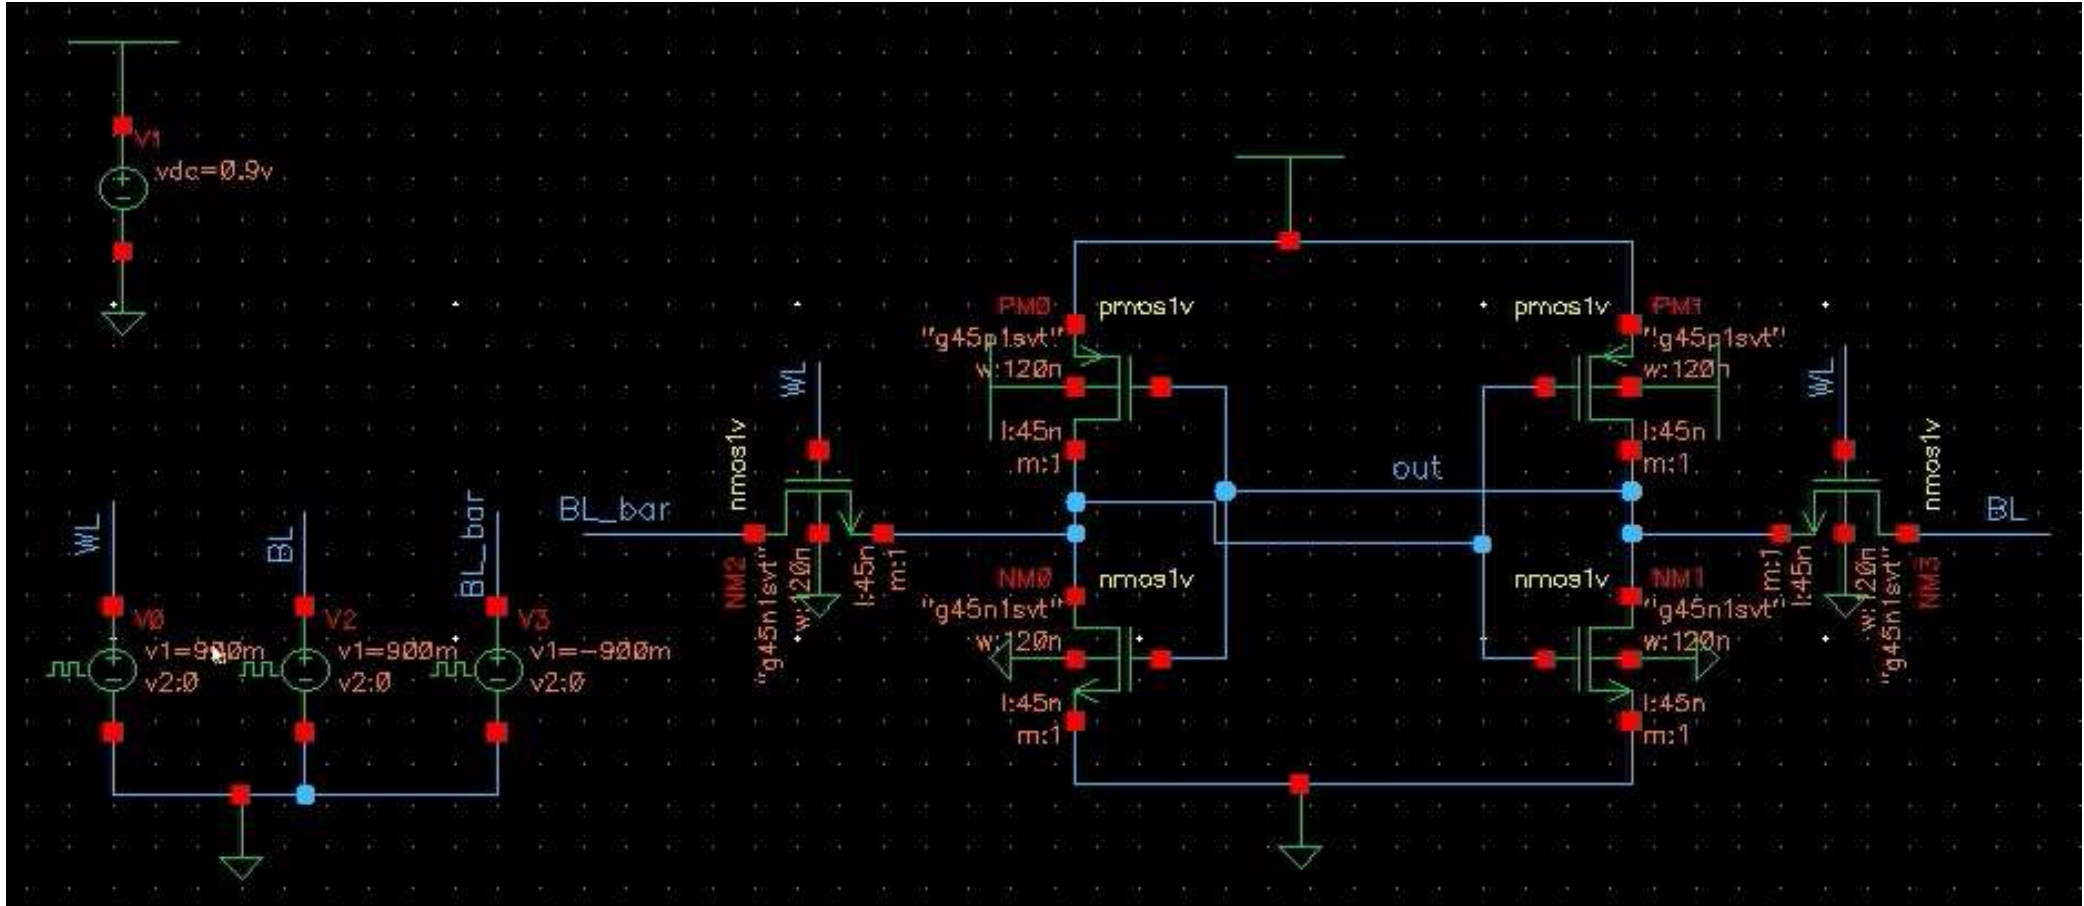 V1
vdc=0.9v
PM0
pmos1v
"g45p1svt"
w:120n
l:45n
m:1
pmos1v
PM1
"g45p1svt"
w:120n
l:45n
m:1
WL
nmos1v
BL_bar
NM2
"g45n1svt"
w:120n
l:45n
m:1
out
WL
nmos1v
BL
m:1
l:45n
w:120n
"g45n1svt"
NM3
NM0
nmos1v
"g45n1svt"
w:120n
l:45n
m:1
nmos1v
NM1
"g45n1svt"
w:120n
l:45n
m:1
WL
V0
v1=900m
v2:0
BL
V2
v1=900m
v2:0
BL_bar
V3
v1=-900m
v2:0